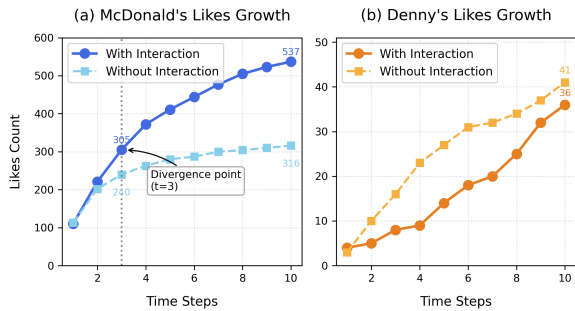 (a) McDonald's Likes Growth
With Interaction
Without Interaction
537
305
240
316
Divergence point
(t=3)
600
500
400
300
200
100
0
2
4
6
8
10
Likes Count
Time Steps
(b) Denny's Likes Growth
With Interaction
Without Interaction
41
36
50
40
30
20
10
0
2
4
6
8
10
Time Steps